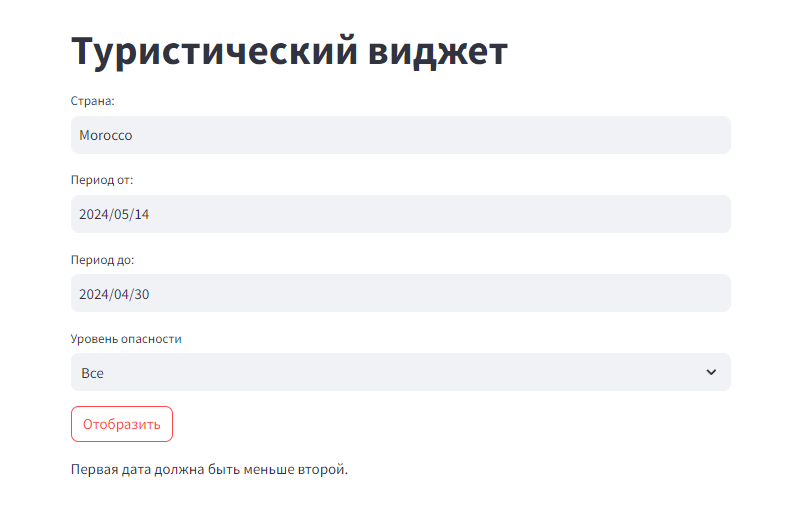 Туристический виджет
Страна:
Morocco
Период от:
2024/05/14
Период до:
2024/04/30
Уровень опасности
Все
Отобразить
Первая дата должна быть меньше второй.